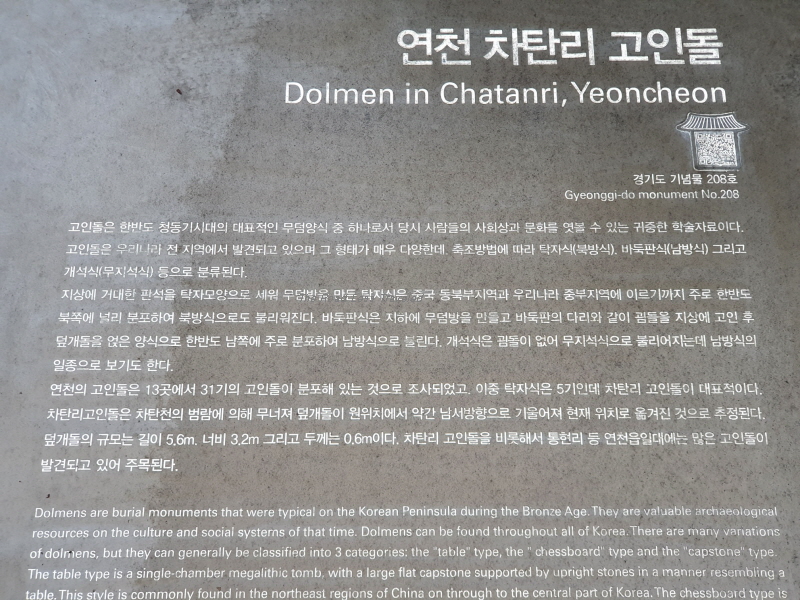 연천 차탄리 고인돌
Dolmen in Chatanri, Yeoncheon
경기도 기념물 208호
Gyeonggi-do monument No.208
고인돌은 한반도 청동기시대의 대표적인 무덤양식 중 하나로서 당시 사람들의 사회상과 문화를 엿볼 수 있는 귀중한 학술자료이다.
고인돌은 우리나라 전 지역에서 발견되고 있으며 그 형태가 매우 다양한데, 축조방법에 따라 탁자식(북방식), 바둑판식(남방식) 그리고
개석식(무지석식) 등으로 분류된다.
지상에 거대한 판석을 탁자모양으로 세워 무덤방을 만든 탁자식은 중국 동북부지역과 우리나라 중부지역에 이르기까지 주로 한반도
북쪽에 널리 분포하여 북방식으로도 불리워진다. 바둑판식은 지하에 무덤방을 만들고 바둑판의 다리와 같이 굄돌을 지상에 고인 후
덮개돌을 얹은 양식으로 한반도 남쪽에 주로 분포하여 남방식으로 불린다. 개석식은 굄돌이 없어 무지석식으로 불리어지는데 남방식의
일종으로 보기도 한다.
연천의 고인돌은 13곳에서 31기의 고인돌이 분포해 있는 것으로 조사되었고, 이중 탁자식은 5기인데 차탄리 고인돌이 대표적이다.
차탄리고인돌은 차탄천의 범람에 의해 무너져 덮개돌이 원위치에서 약간 남서방향으로 기울어져 현재 위치로 옮겨진 것으로 추정된다.
덮개돌의 규모는 길이 5,6m, 너비 3,2m 그리고 두께는 0,6m이다. 차탄리 고인돌을 비롯해서 통현리 등 연천읍일대에는 많은 고인돌이
발견되고 있어 주목된다.
Dolmens are burial monuments that were typical on the Korean Peninsula during the Bronze Age. They are valuable archaeological
resources on the culture and social systems of that time. Dolmens can be found throughout all of Korea. There are many variations
of dolmens, but they can generally be classified into 3 categories: the "table" type, the " chessboard" type and the "capstone" type.
The table type is a single-chamber megalithic tomb, with a large flat capstone supported by upright stones in a manner resembling a
table. This style is commonly found in the northeast regions of China on through to the central part of Korea. The chessboard type is